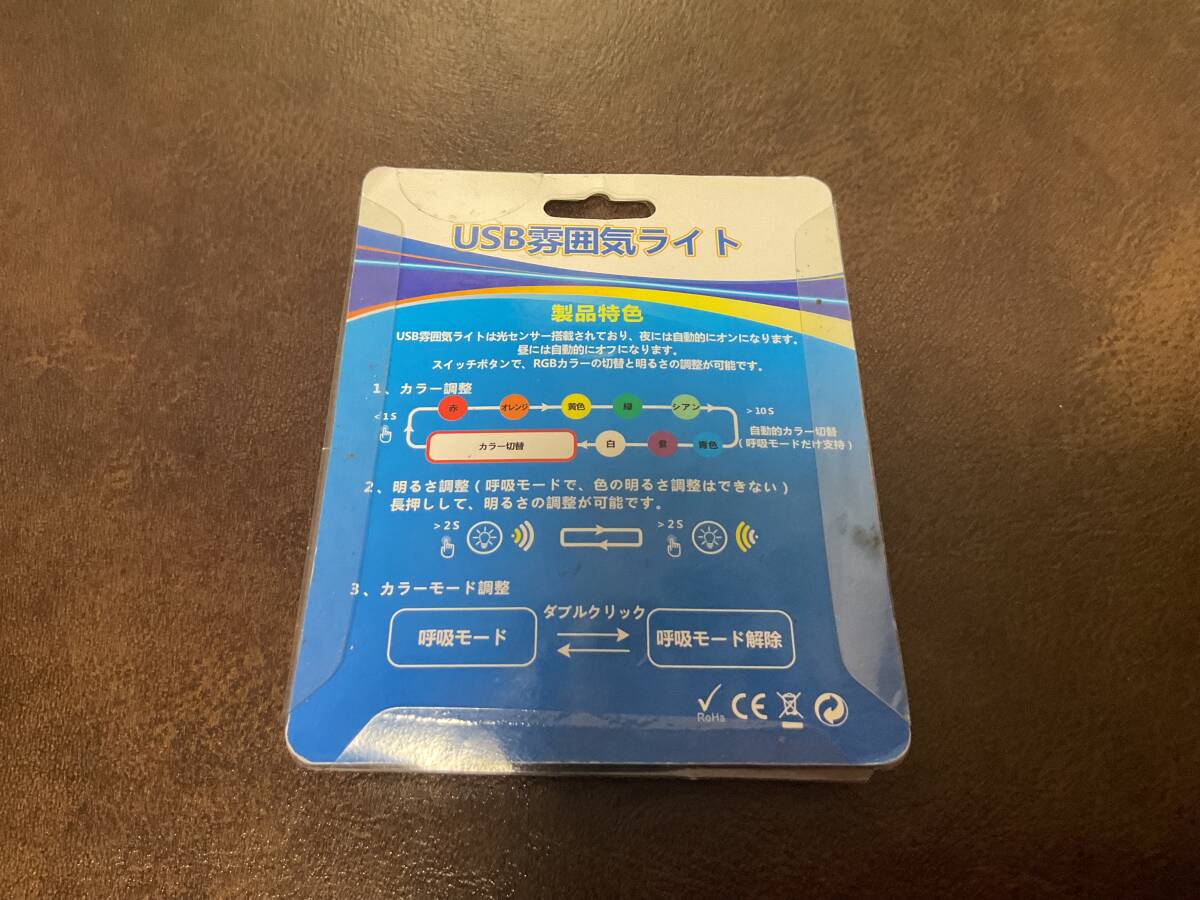 USB雰囲気ライト
製品特色
USB雰囲気ライトは光センサー搭載されており、夜には自動的にオンになります。
昼には自動的にオフになります。
スイッチボタンで、RGBカラーの切替と明るさの調整が可能です。
1、カラー調整
<1S
赤 オレンジ 黄色 緑 シアン
>10S
自動的カラー切替
(呼吸モードだけ支持)
カラー切替 白 紫 青色
2、明るさ調整(呼吸モードで、色の明るさ調整はできない)
長押しして、明るさの調整が可能です。
>2S >2S
3、カラーモード調整
ダブルクリック
呼吸モード 呼吸モード解除
RoHs CE